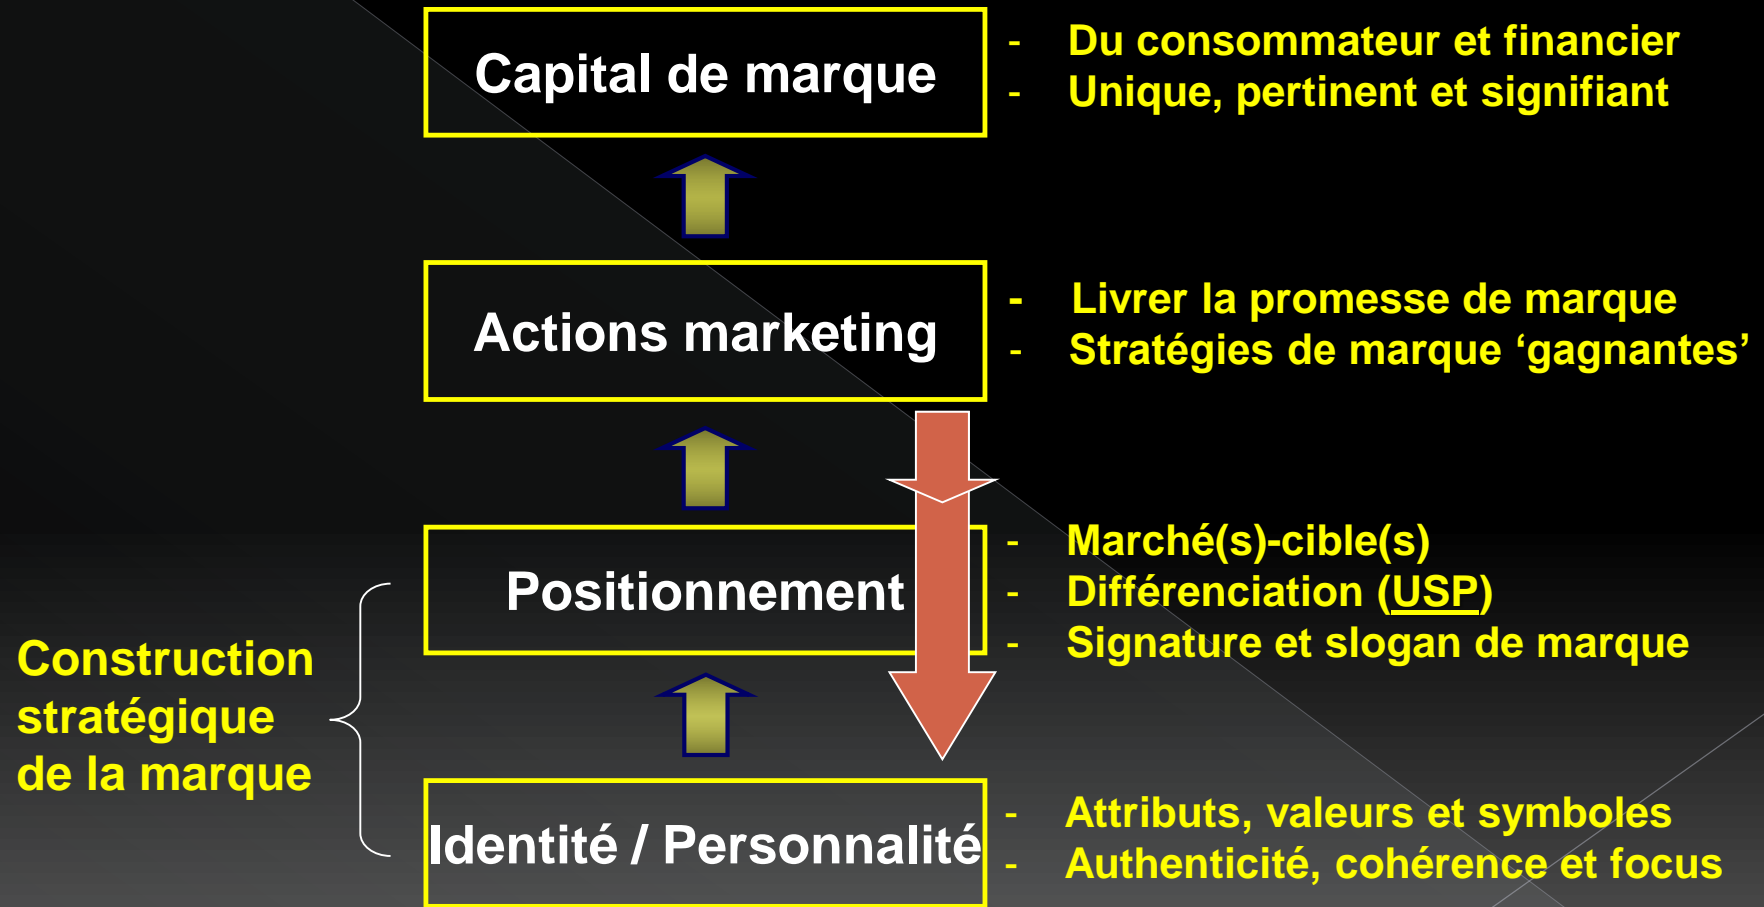 Capital de marque
- Du consommateur et financier
- Unique, pertinent et signifiant
Actions marketing
- Livrer la promesse de marque
- Stratégies de marque ‘gagnantes’
Positionnement
- Marché(s)-cible(s)
- Différenciation (USP)
- Signature et slogan de marque
Construction
stratégique
de la marque
Identité / Personnalité
- Attributs, valeurs et symboles
- Authenticité, cohérence et focus